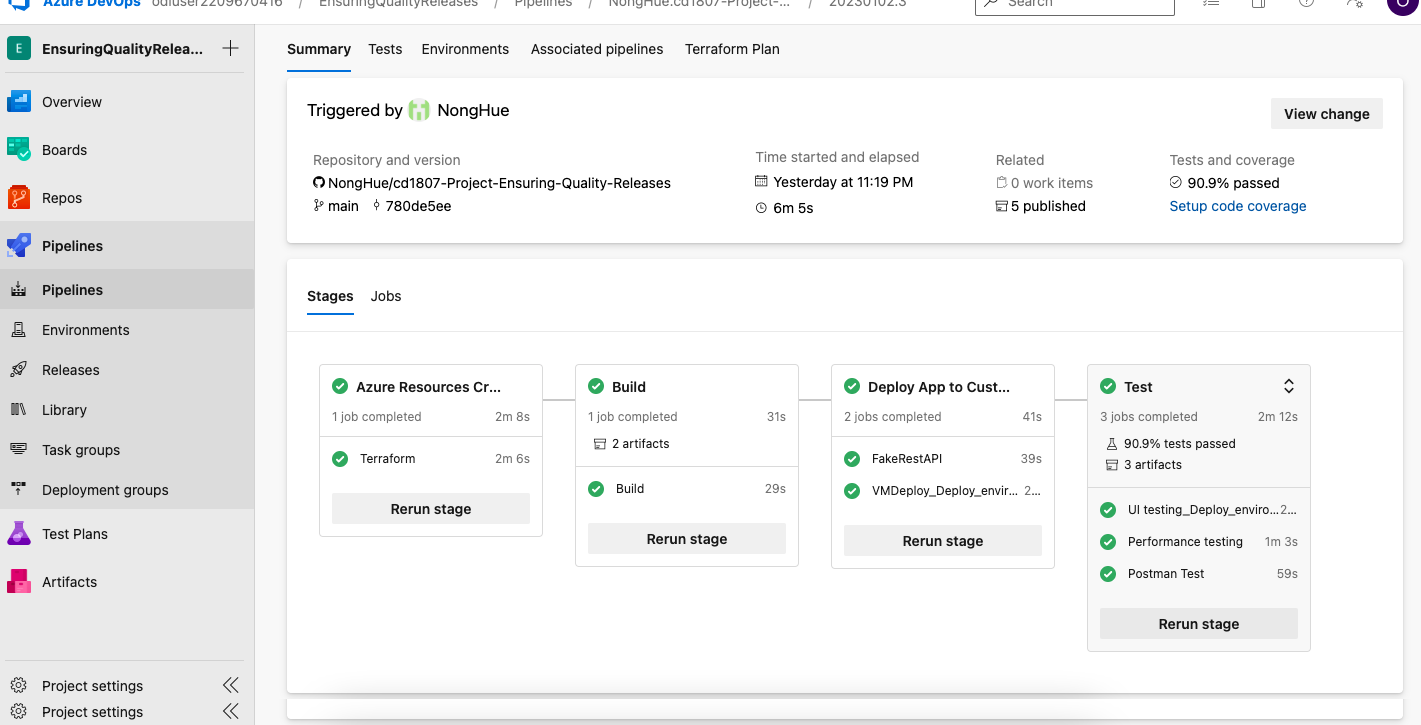 Azure DevOps odluser2209670416 / EnsuringQualityReleases / Pipelines / NongHue.cd1807-Project-... / 20230102.3 Search O
E EnsuringQualityRelea...
Overview
Boards
Repos
Pipelines
Pipelines
Environments
Releases
Library
Task groups
Deployment groups
Test Plans
Artifacts
Project settings
Project settings
Summary Tests Environments Associated pipelines Terraform Plan
Triggered by NongHue
View change
Repository and version
NongHue/cd1807-Project-Ensuring-Quality-Releases
main 780de5ee
Time started and elapsed
Yesterday at 11:19 PM
6m 5s
Related
0 work items
5 published
Tests and coverage
90.9% passed
Setup code coverage
Stages Jobs
Azure Resources Cr...
1 job completed 2m 8s
Terraform 2m 6s
Rerun stage
Build
1 job completed 31s
2 artifacts
Build 29s
Rerun stage
Deploy App to Cust...
2 jobs completed 41s
FakeRestAPI 39s
VMDeploy_Deploy_envir... 2...
Rerun stage
Test
3 jobs completed 2m 12s
90.9% tests passed
3 artifacts
UI testing_Deploy_enviro... 2...
Performance testing 1m 3s
Postman Test 59s
Rerun stage